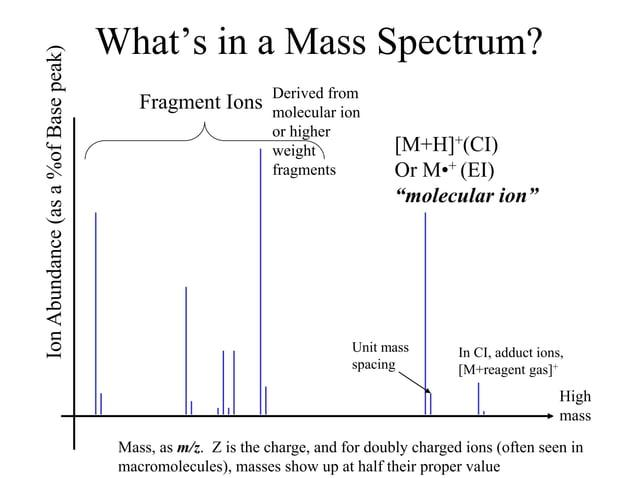 What's in a Mass Spectrum?
Ion Abundance (as a %of Base peak)
Fragment Ions
Derived from
molecular ion
or higher
weight
fragments
[M+H]⁺(CI)
Or M•⁺ (EI)
“molecular ion”
Unit mass
spacing
In CI, adduct ions,
[M+reagent gas]⁺
High
mass
Mass, as m/z. Z is the charge, and for doubly charged ions (often seen in
macromolecules), masses show up at half their proper value